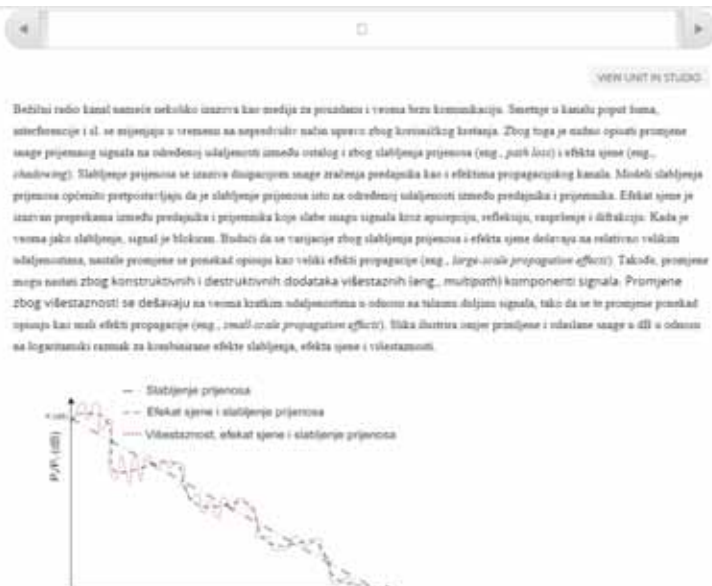 VIEW UNIT IN STUDIO
Bežični radio kanal nameće nekoliko izazova kao medija za pouzdanu i veoma brzu komunikaciju. Smetnje u kanalu poput šuma,
interferencije i sl. se mijenjaju u vremenu na nepredvidiv način upravo zbog korisničkog kretanja. Zbog toga je nužno opisati promjene
snage prijemnog signala na određenoj udaljenosti između ostalog i zbog slabljenja prijenosa (eng., path loss) i efekta sjene (eng.,
shadowing). Slabljenje prijenosa se izaziva disipacijom snage zračenja predajnika kao i efektima propagacijskog kanala. Modeli slabljenja
prijenosa općenito pretpostavljaju da je slabljenje prijenosa isto na određenoj udaljenosti između predajnika i prijemnika. Efekat sjene je
izazvan preprekama između predajnika i prijemnika koje slabe snagu signala kroz apsorpciju, refleksiju, raspršenje i difrakciju. Kada je
veoma jako slabljenje, signal je blokiran. Budući da se varijacije zbog slabljenja prijenosa i efekta sjene dešavaju na relativno velikim
udaljenostima, nastale promjene se ponekad opisuju kao veliki efekti propagacije (eng., large-scale propagation effects). Takođe, promjene
mogu nastati zbog konstruktivnih i destruktivnih dodataka višestaznih (eng., multipath) komponenti signala. Promjene
zbog višestaznosti se dešavaju na veoma kratkim udaljenostima u odnosu na talasnu dužinu signala, tako da se te promjene ponekad
opisuju kao mali efekti propagacije (eng., small-scale propagation effects). Slika ilustrira omjer primljene i odaslane snage u dB u odnosu
na logaritamski razmak za kombinirane efekte slabljenja, efekta sjene i višestaznosti.
Slabljenje prijenosa
Efekat sjene i slabljenje prijenosa
Višestaznost, efekat sjene i slabljenje prijenosa
(dB)